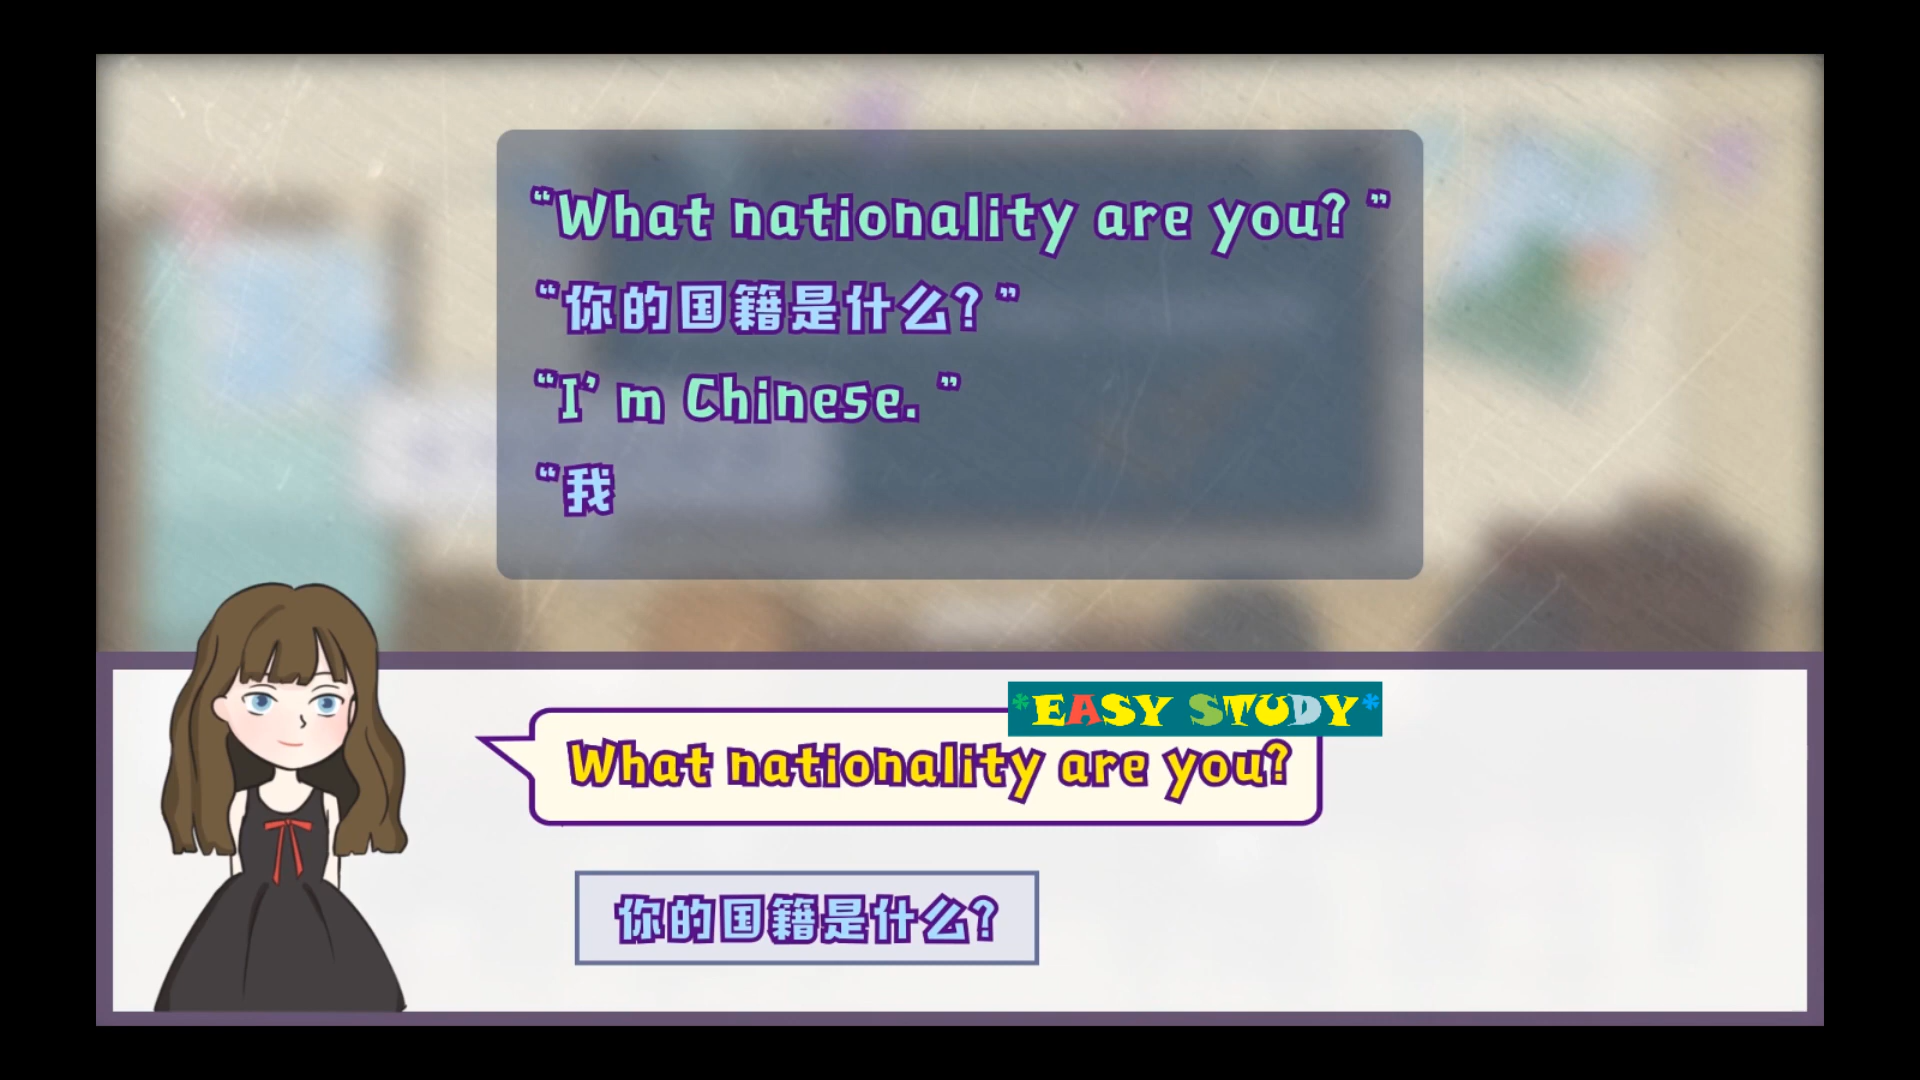 “What nationality are you? ”
“你的国籍是什么? ”
“I’ m Chinese. ”
“我
*EASY STUDY*
What nationality are you?
你的国籍是什么?